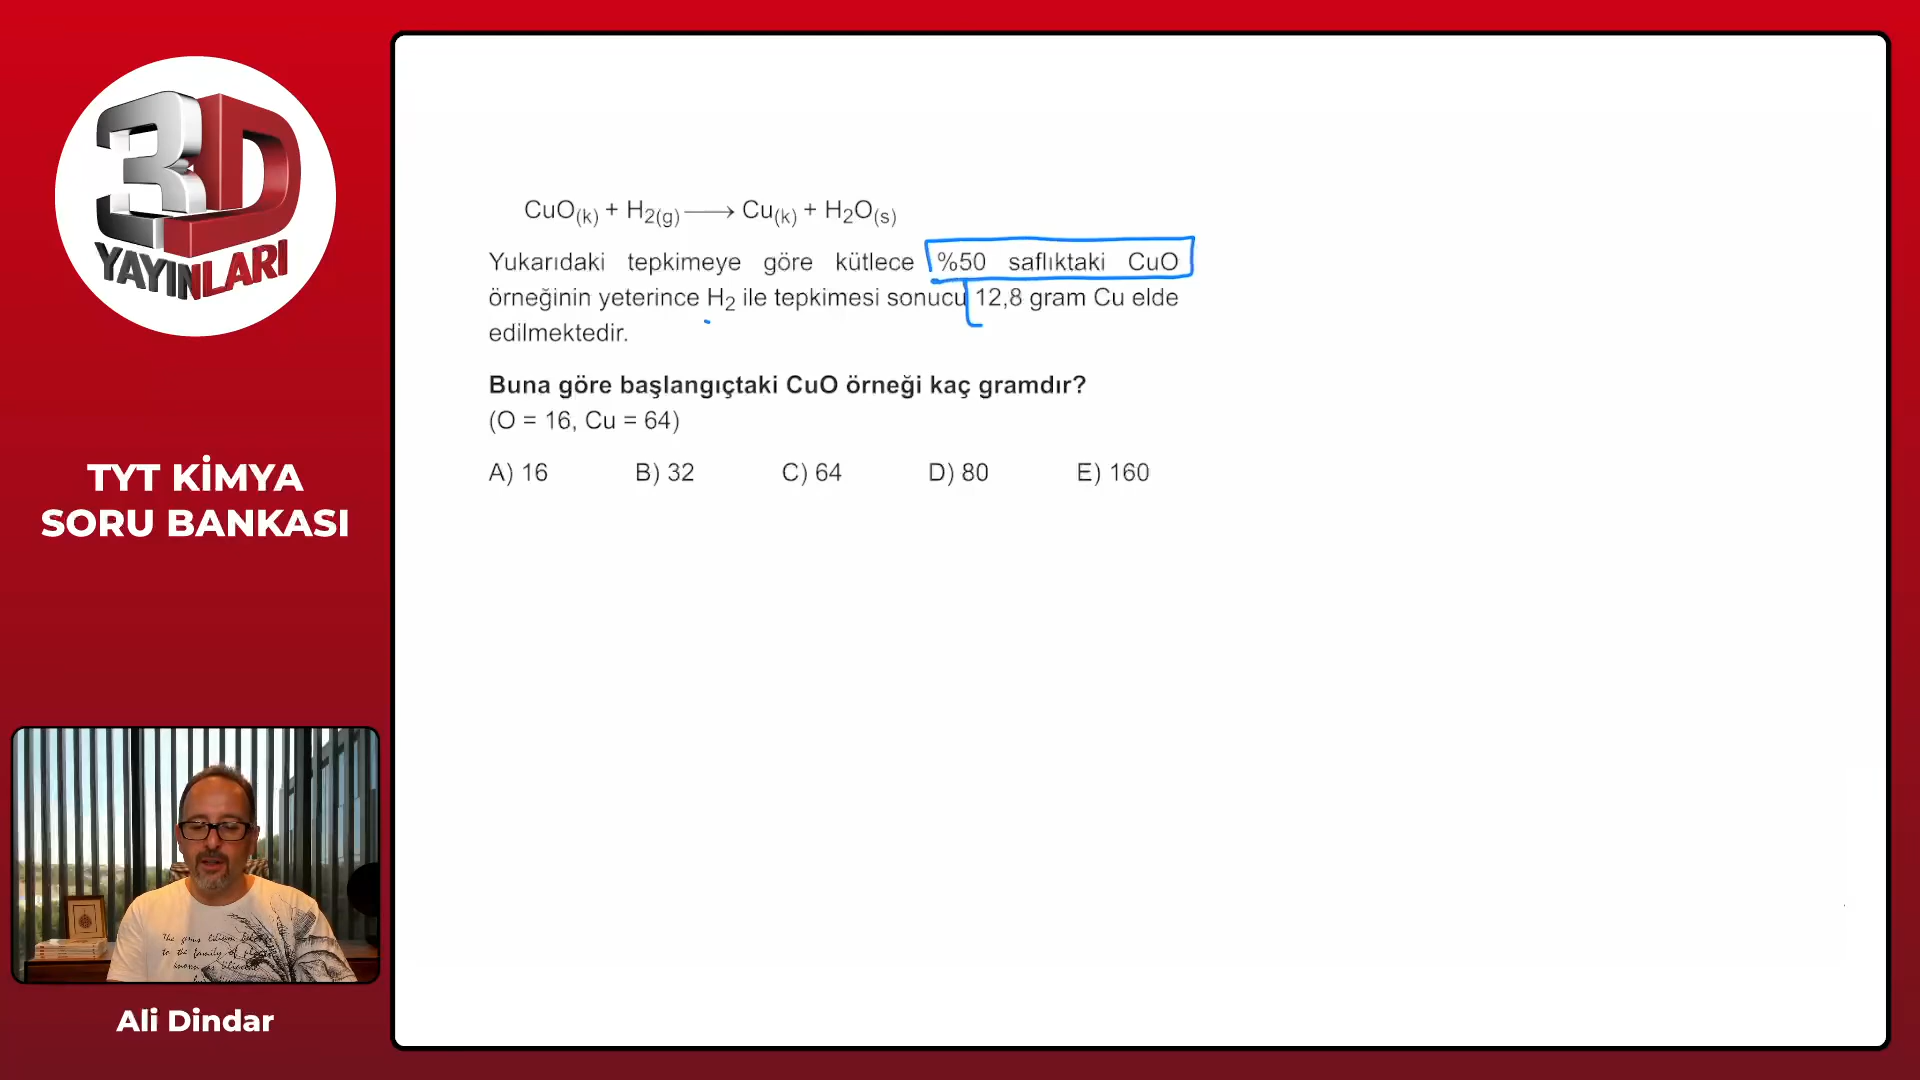 3D
YAYINLARI
TYT KİMYA
SORU BANKASI
Ali Dindar
CuO(k) + H2(g) ⟶ Cu(k) + H2O(s)
Yukarıdaki tepkimeye göre kütlece %50 saflıktaki CuO
örneğinin yeterince H2 ile tepkimesi sonucu 12,8 gram Cu elde
edilmektedir.
Buna göre başlangıçtaki CuO örneği kaç gramdır?
(O = 16, Cu = 64)
A) 16 B) 32 C) 64 D) 80 E) 160